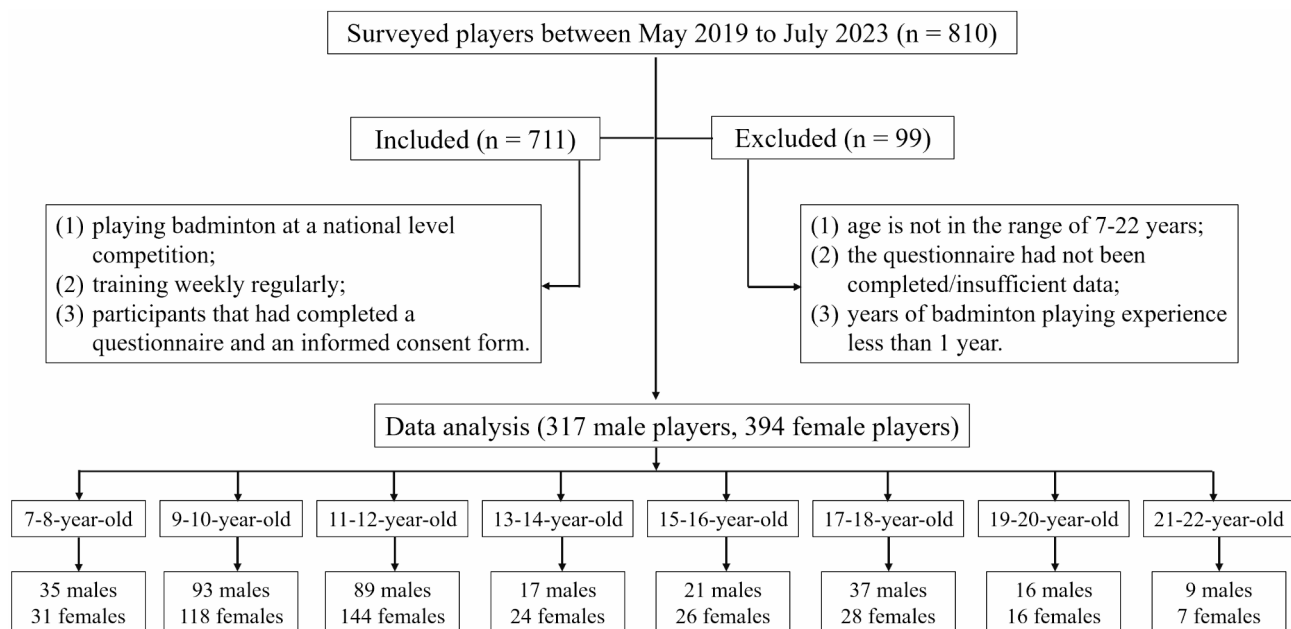 Surveyed players between May 2019 to July 2023 (n = 810)
Included (n = 711)
Excluded (n = 99)
(1) playing badminton at a national level
competition;
(2) training weekly regularly;
(3) participants that had completed a
questionnaire and an informed consent form.
(1) age is not in the range of 7-22 years;
(2) the questionnaire had not been
completed/insufficient data;
(3) years of badminton playing experience
less than 1 year.
Data analysis (317 male players, 394 female players)
7-8-year-old
9-10-year-old
11-12-year-old
13-14-year-old
15-16-year-old
17-18-year-old
19-20-year-old
21-22-year-old
35 males
31 females
93 males
118 females
89 males
144 females
17 males
24 females
21 males
26 females
37 males
28 females
16 males
16 females
9 males
7 females